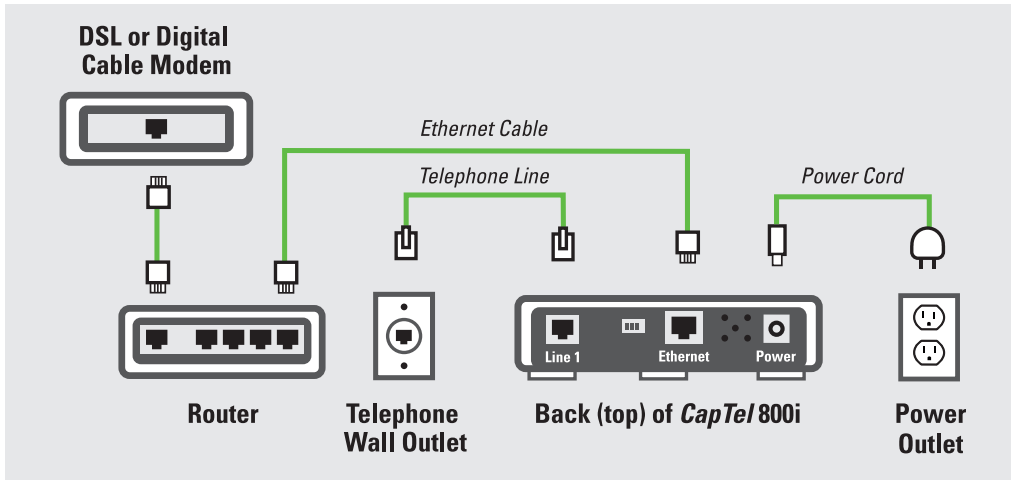 DSL or Digital
Cable Modem
Ethernet Cable
Telephone Line
Power Cord
Line 1
Ethernet
Power
Router
Telephone
Wall Outlet
Back (top) of CapTel 800i
Power
Outlet